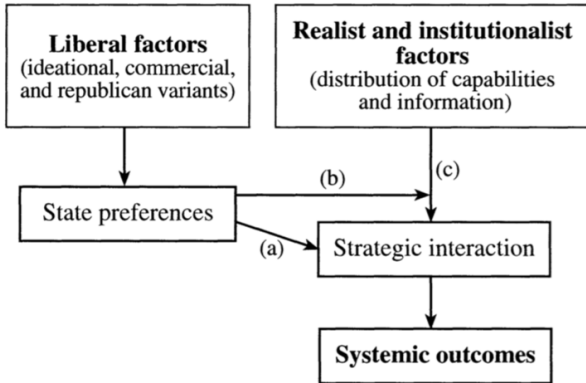 Liberal factors
(ideational, commercial,
and republican variants)
Realist and institutionalist
factors
(distribution of capabilities
and information)
(b)
(c)
State preferences
(a)
Strategic interaction
Systemic outcomes